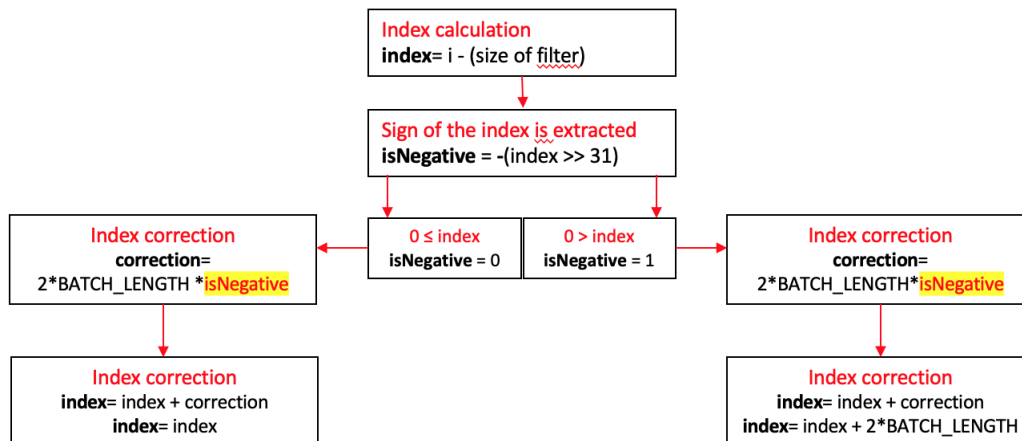 Index calculation
index= i - (size of filter)
Sign of the index is extracted
isNegative = -(index >> 31)
0 ≤ index
isNegative = 0
0 > index
isNegative = 1
Index correction
correction=
2*BATCH_LENGTH *isNegative
Index correction
correction=
2*BATCH_LENGTH*isNegative
Index correction
index= index + correction
index= index
Index correction
index= index + correction
index= index + 2*BATCH_LENGTH